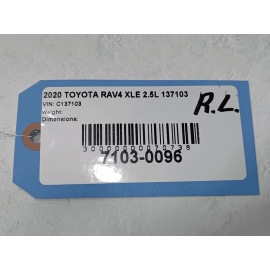 2020 TOYOTA RAV4 XLE 2.5L 137103
VIN: C137103
Weight:
Dimensions:
R.L.
7103-0096